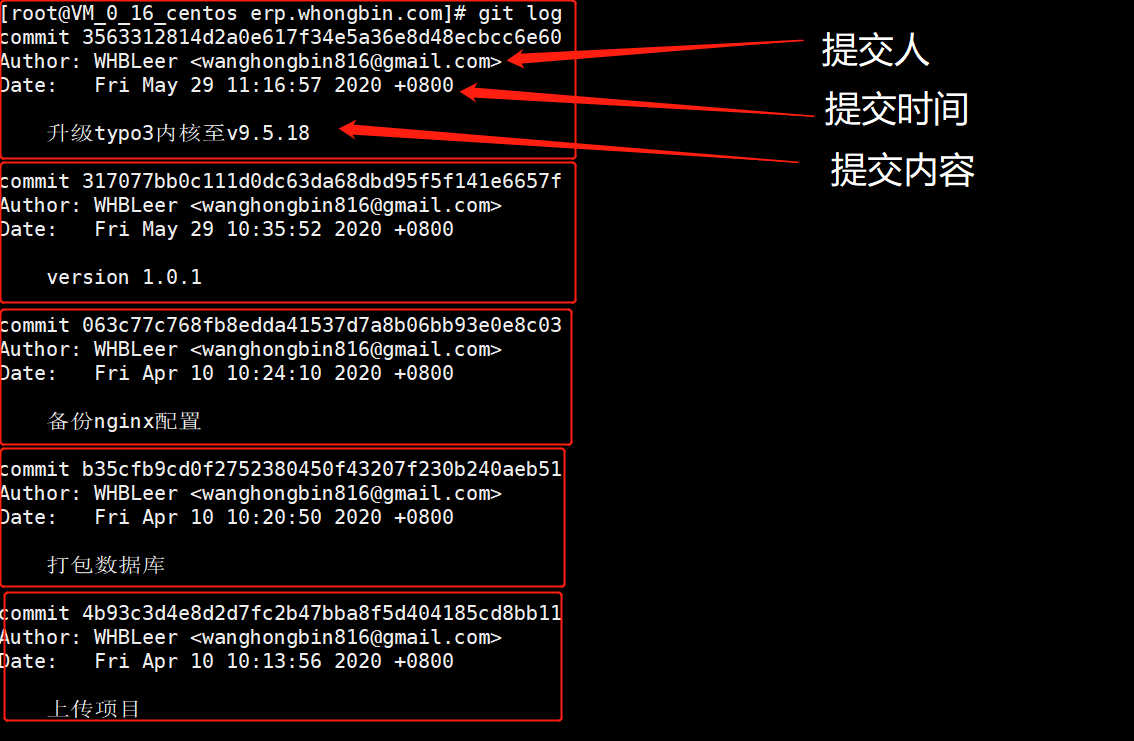 [root@VM_0_16_centos erp.whongbin.com]# git log
commit 3563312814d2a0e617f34e5a36e8d48ecbcc6e60
Author: WHBLeer <wanghongbin816@gmail.com>
提交人
Date:   Fri May 29 11:16:57 2020 +0800
提交时间
升级typo3内核至v9.5.18
提交内容
commit 317077bb0c111d0dc63da68dbd95f5f141e6657f
Author: WHBLeer <wanghongbin816@gmail.com>
Date:   Fri May 29 10:35:52 2020 +0800
version 1.0.1
commit 063c77c768fb8edda41537d7a8b06bb93e0e8c03
Author: WHBLeer <wanghongbin816@gmail.com>
Date:   Fri Apr 10 10:24:10 2020 +0800
备份nginx配置
commit b35cfb9cd0f2752380450f43207f230b240aeb51
Author: WHBLeer <wanghongbin816@gmail.com>
Date:   Fri Apr 10 10:20:50 2020 +0800
打包数据库
commit 4b93c3d4e8d2d7fc2b47bba8f5d404185cd8bb11
Author: WHBLeer <wanghongbin816@gmail.com>
Date:   Fri Apr 10 10:13:56 2020 +0800
上传项目